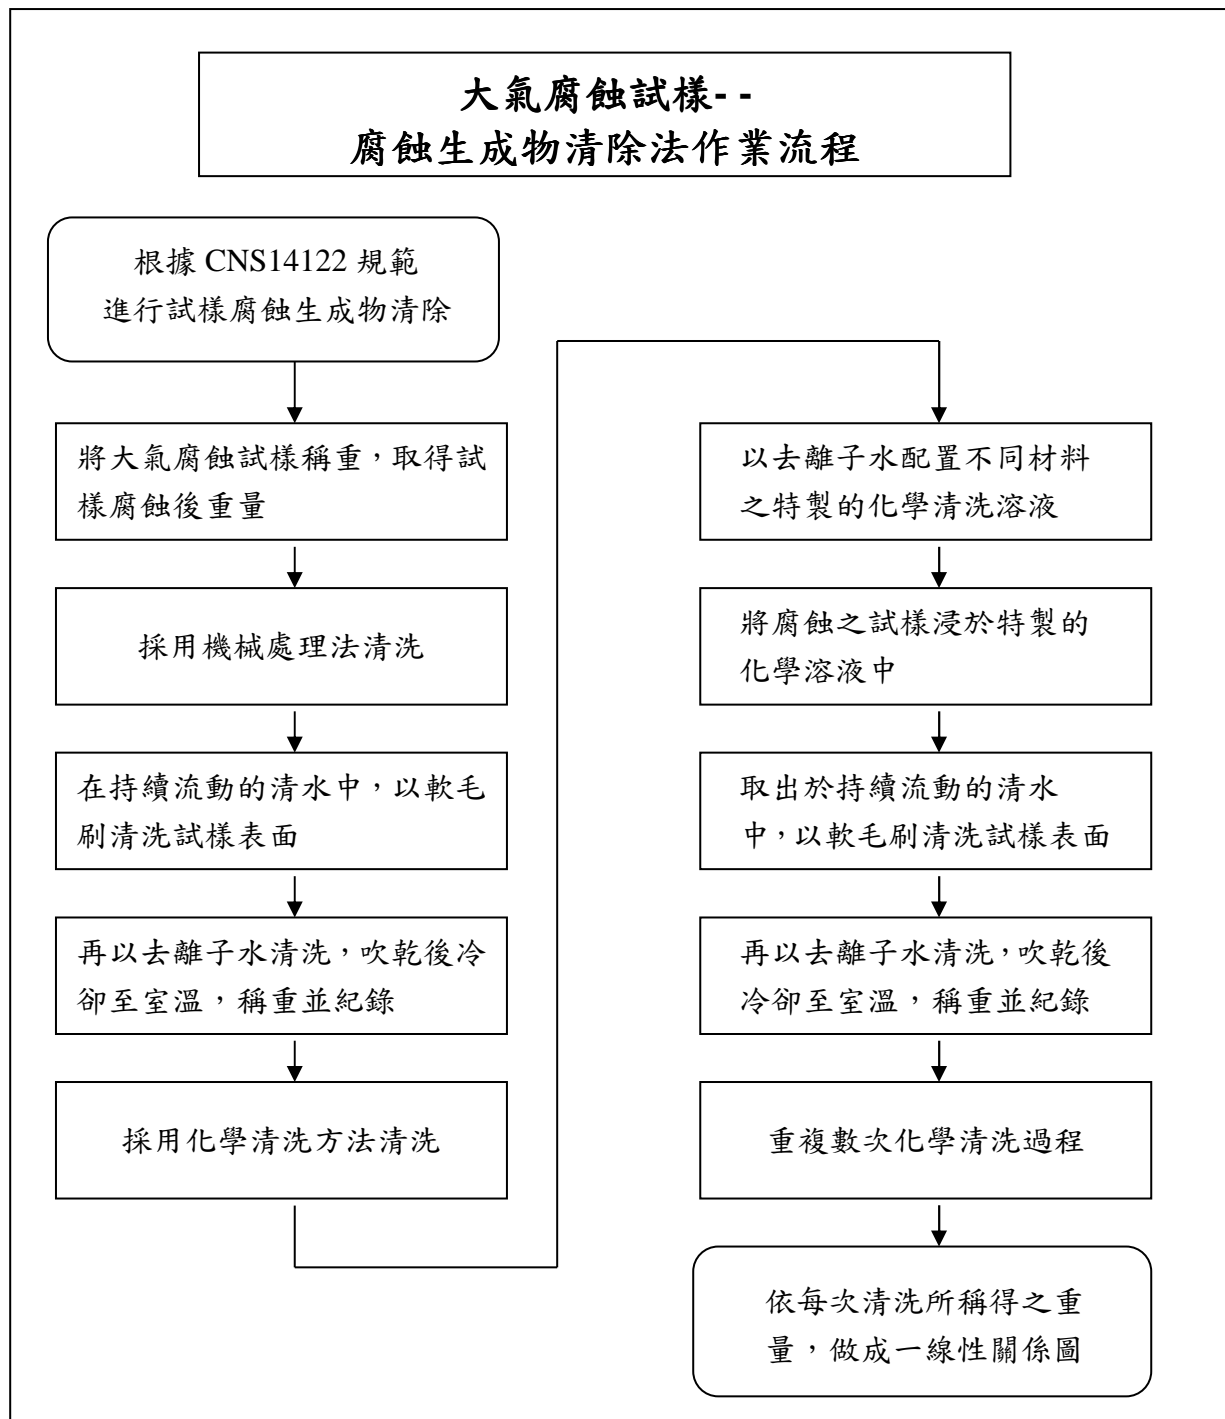 大氣腐蝕試樣- -
腐蝕生成物清除法作業流程
根據 CNS14122 規範
進行試樣腐蝕生成物清除
將大氣腐蝕試樣稱重，取得試
樣腐蝕後重量
採用機械處理法清洗
在持續流動的清水中，以軟毛
刷清洗試樣表面
再以去離子水清洗，吹乾後冷
卻至室溫，稱重並紀錄
採用化學清洗方法清洗
以去離子水配置不同材料
之特製的化學清洗溶液
將腐蝕之試樣浸於特製的
化學溶液中
取出於持續流動的清水
中，以軟毛刷清洗試樣表面
再以去離子水清洗，吹乾後
冷卻至室溫，稱重並紀錄
重複數次化學清洗過程
依每次清洗所稱得之重
量，做成一線性關係圖